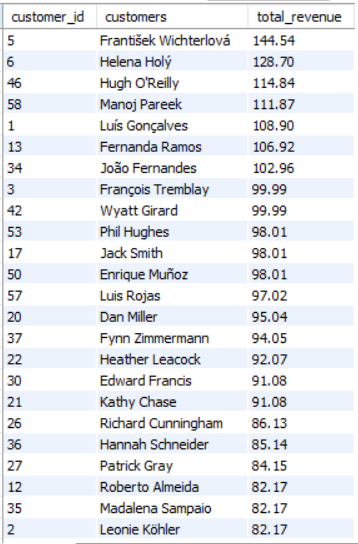 customer_id customers total_revenue
5 František Wichterlová 144.54
6 Helena Holý 128.70
46 Hugh O'Reilly 114.84
58 Manoj Pareek 111.87
1 Luís Gonçalves 108.90
13 Fernanda Ramos 106.92
34 João Fernandes 102.96
3 François Tremblay 99.99
42 Wyatt Girard 99.99
53 Phil Hughes 98.01
17 Jack Smith 98.01
50 Enrique Muñoz 98.01
57 Luis Rojas 97.02
20 Dan Miller 95.04
37 Fynn Zimmermann 94.05
22 Heather Leacock 92.07
30 Edward Francis 91.08
21 Kathy Chase 91.08
26 Richard Cunningham 86.13
36 Hannah Schneider 85.14
27 Patrick Gray 84.15
12 Roberto Almeida 82.17
35 Madalena Sampaio 82.17
2 Leonie Köhler 82.17